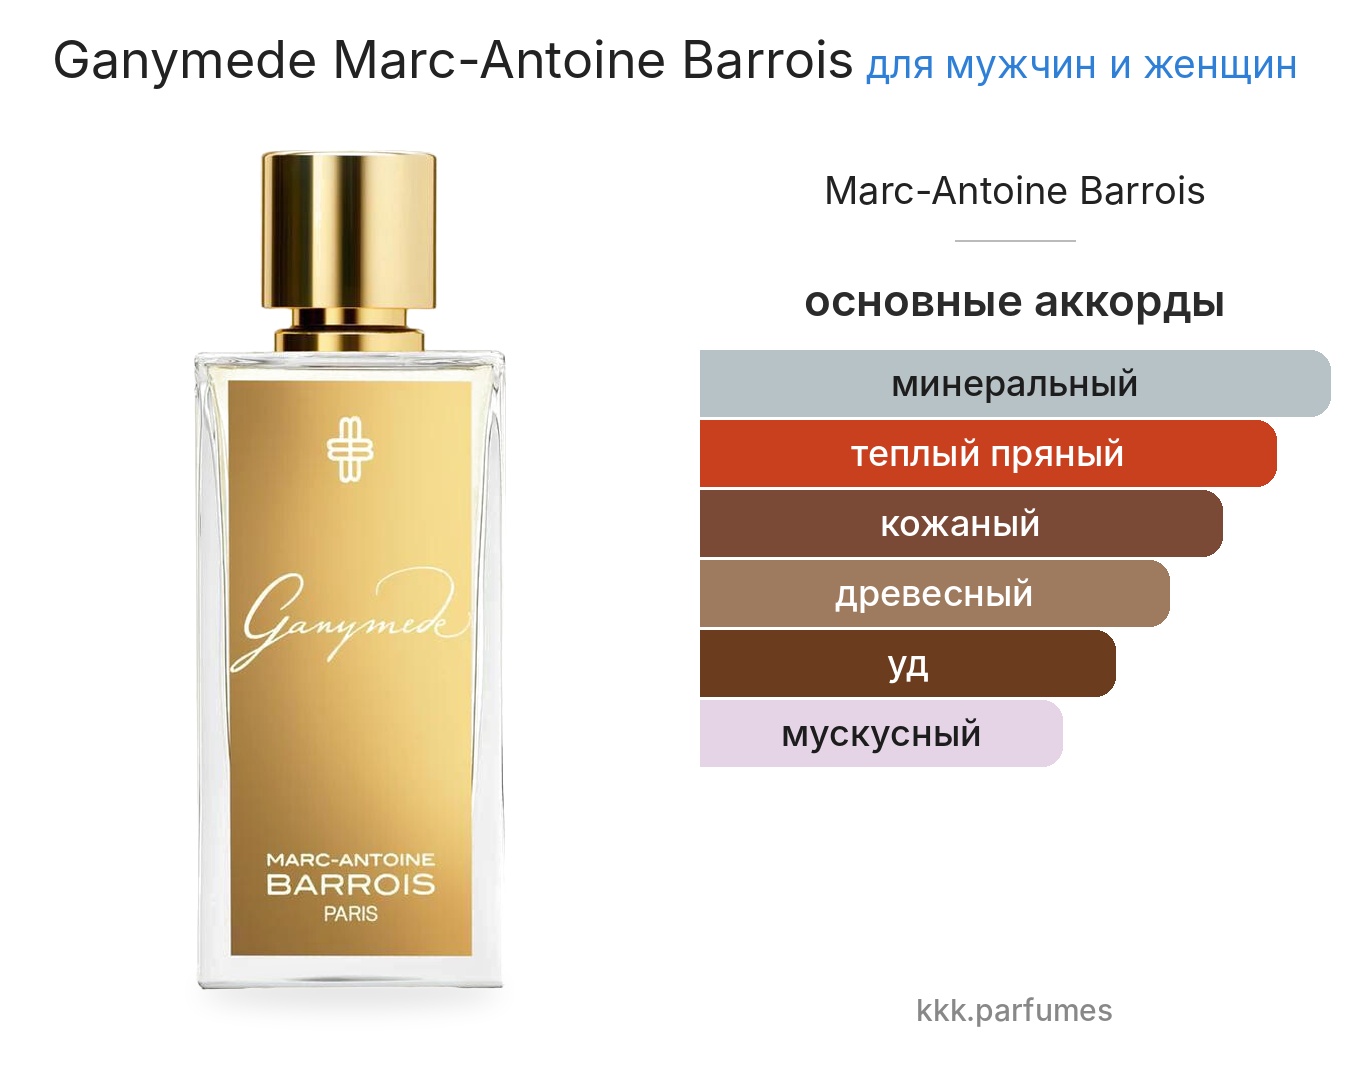 Ganymede Marc-Antoine Barrois для мужчин и женщин
Marc-Antoine Barrois
основные аккорды
минеральный
теплый пряный
кожаный
древесный
уд
мускусный
Ganymede
MARC-ANTOINE
BARROIS
PARIS
kkk.parfumes